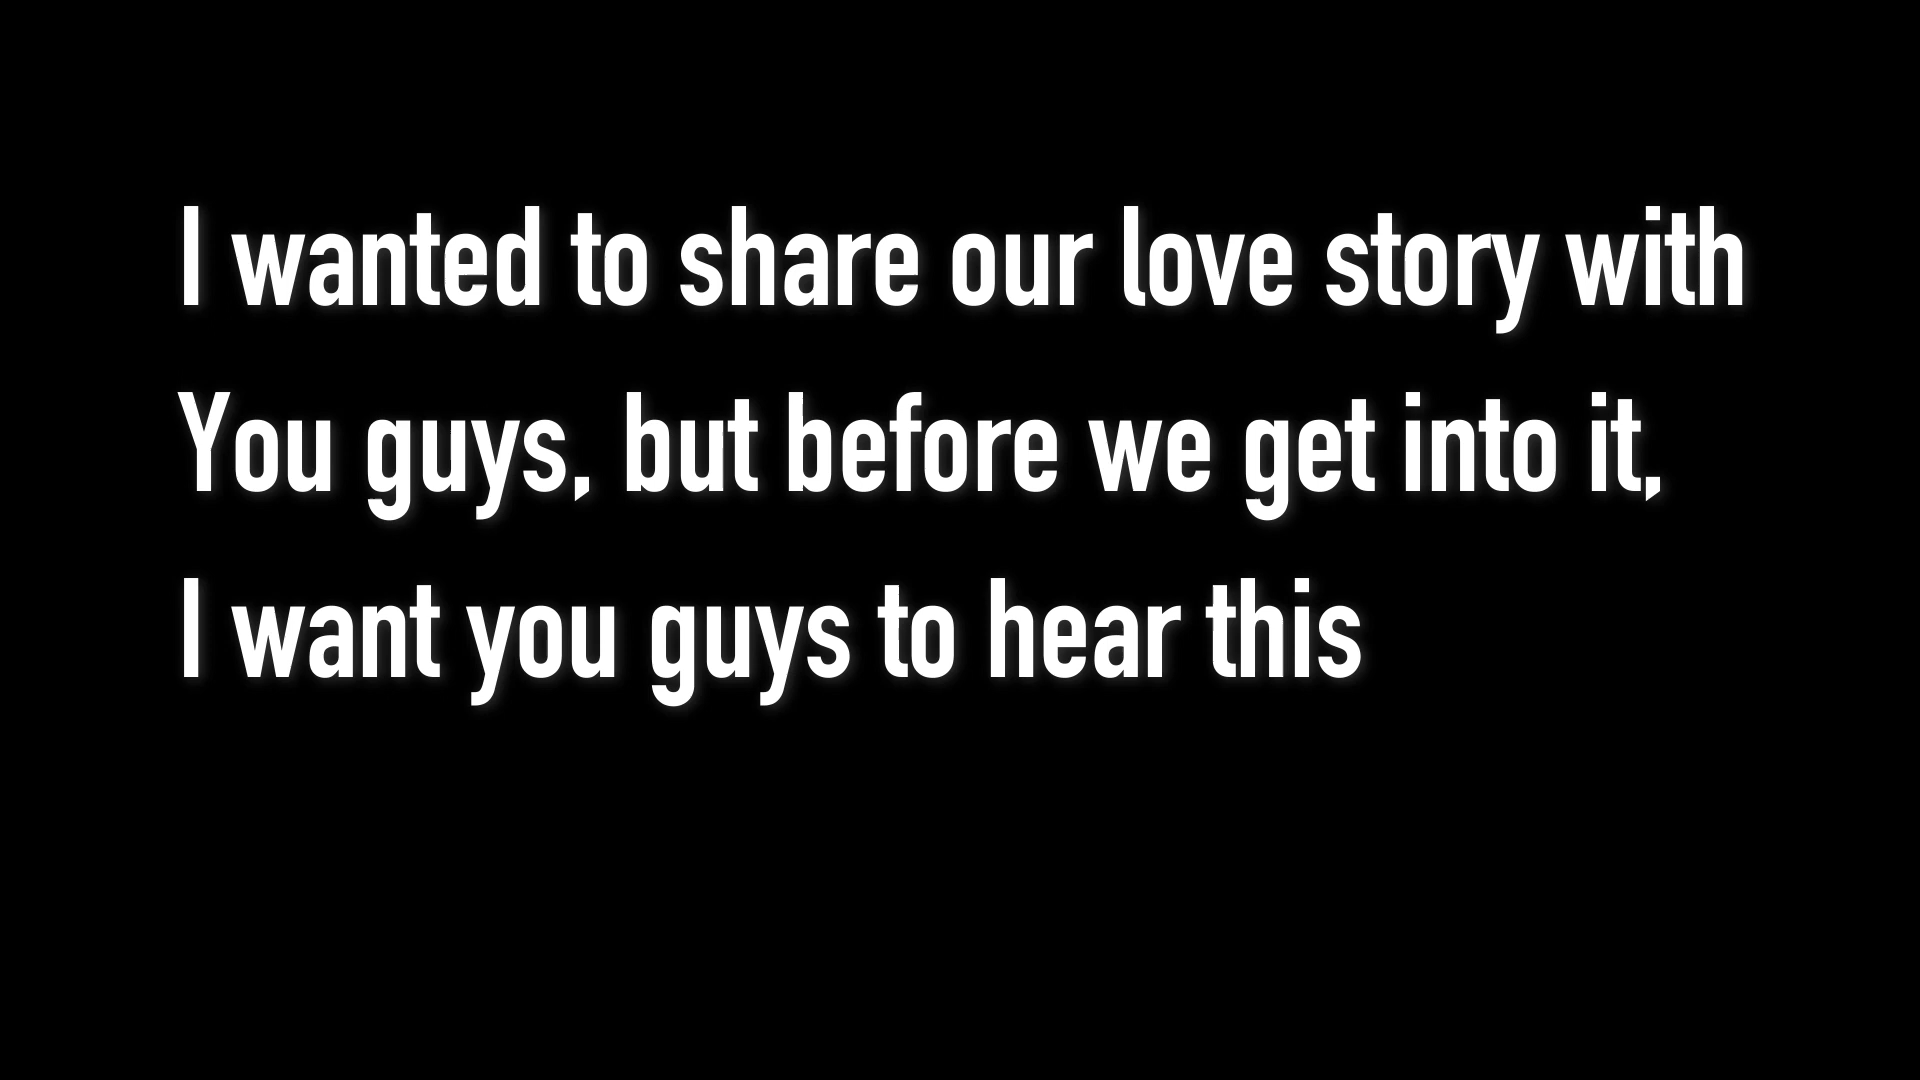 I wanted to share our love story with
You guys, but before we get into it,
I want you guys to hear this